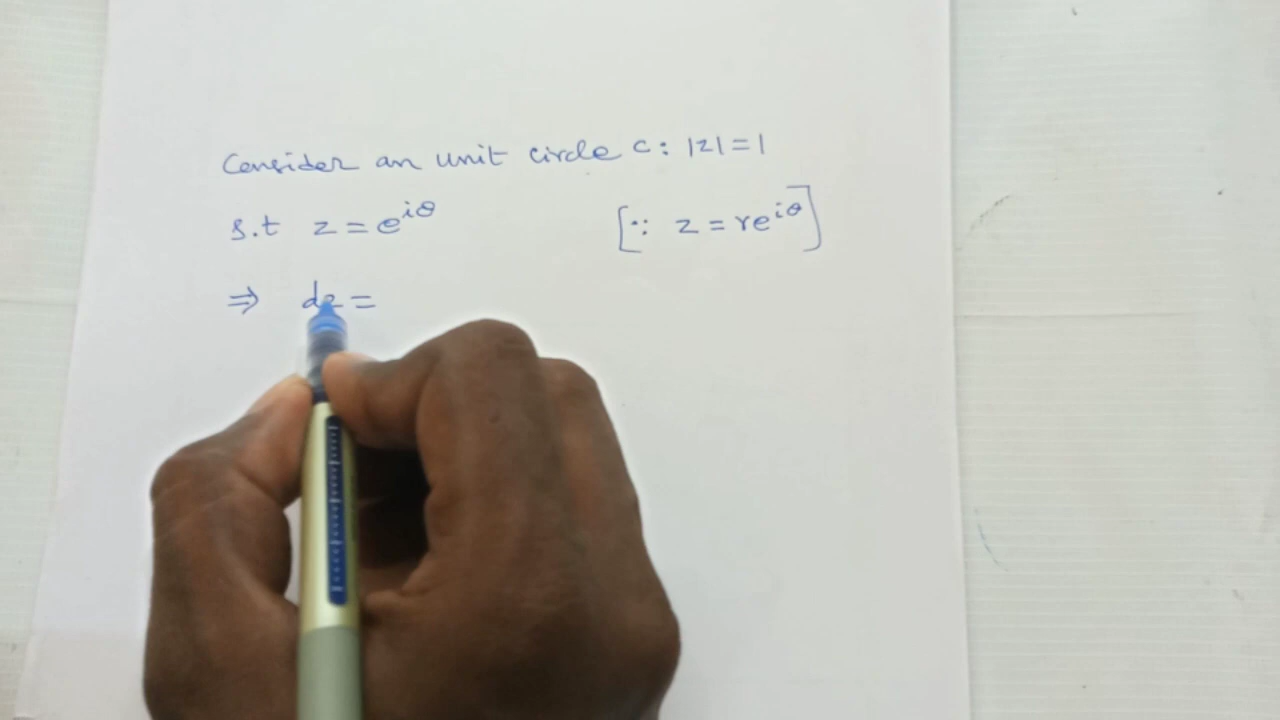 Consider an unit circle c: |z|=1
s.t z = e^{iθ} [∵ z = re^{iθ}]
⇒ dz =